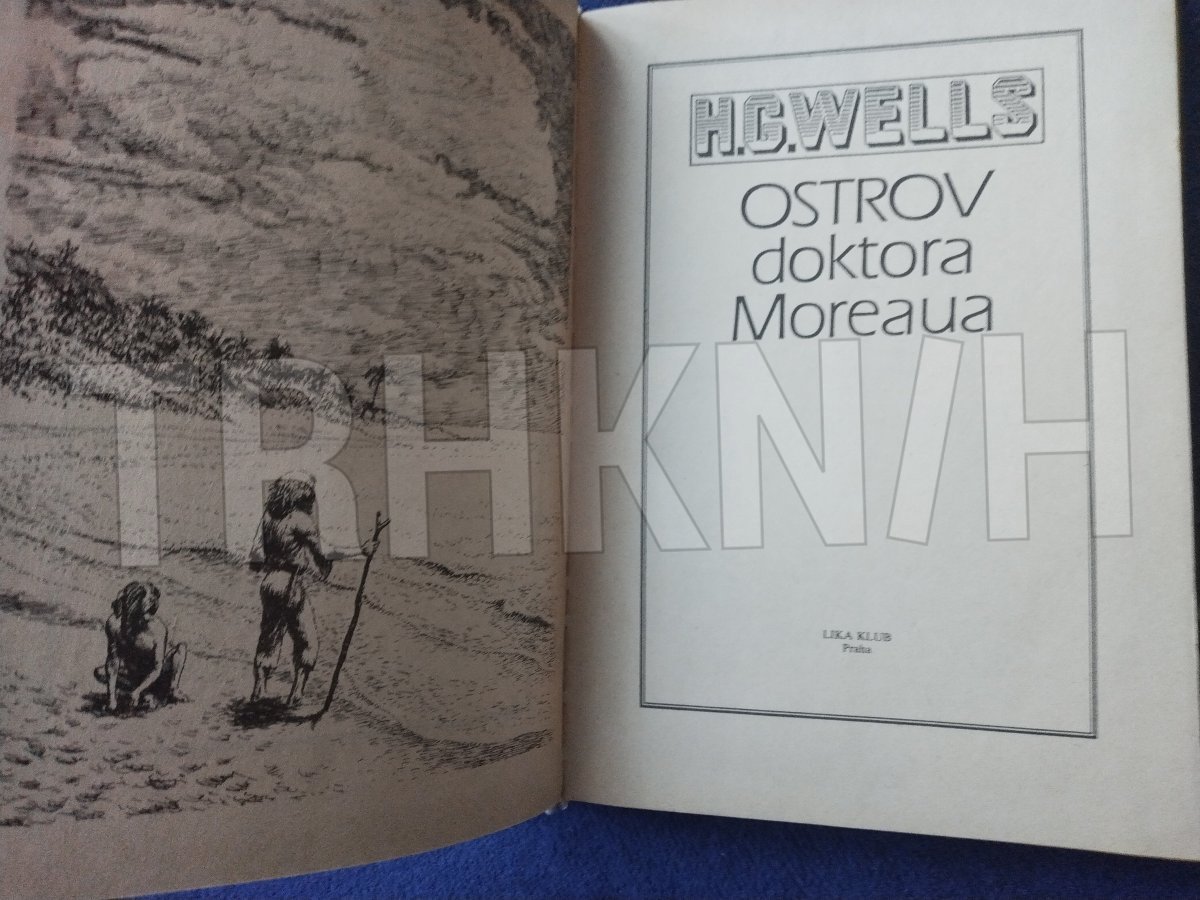 H.G.WELLS
OSTROV
doktora
Moreaua
TRHKNIH
LIKA KLUB
Praha